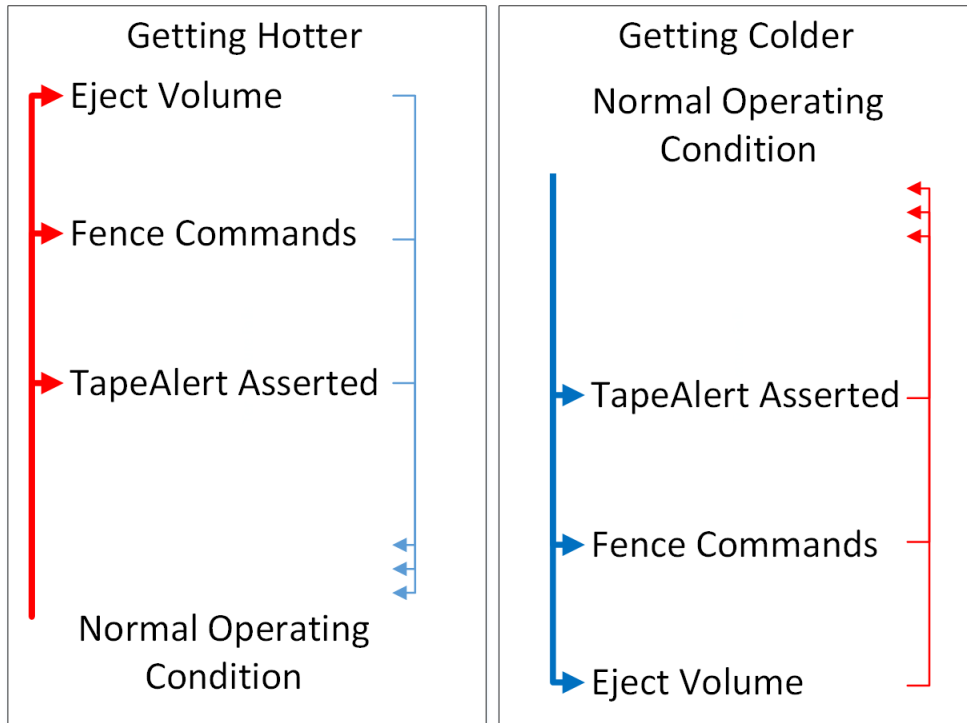 Getting Hotter
Eject Volume
Fence Commands
TapeAlert Asserted
Normal Operating
Condition
Getting Colder
Normal Operating
Condition
TapeAlert Asserted
Fence Commands
Eject Volume